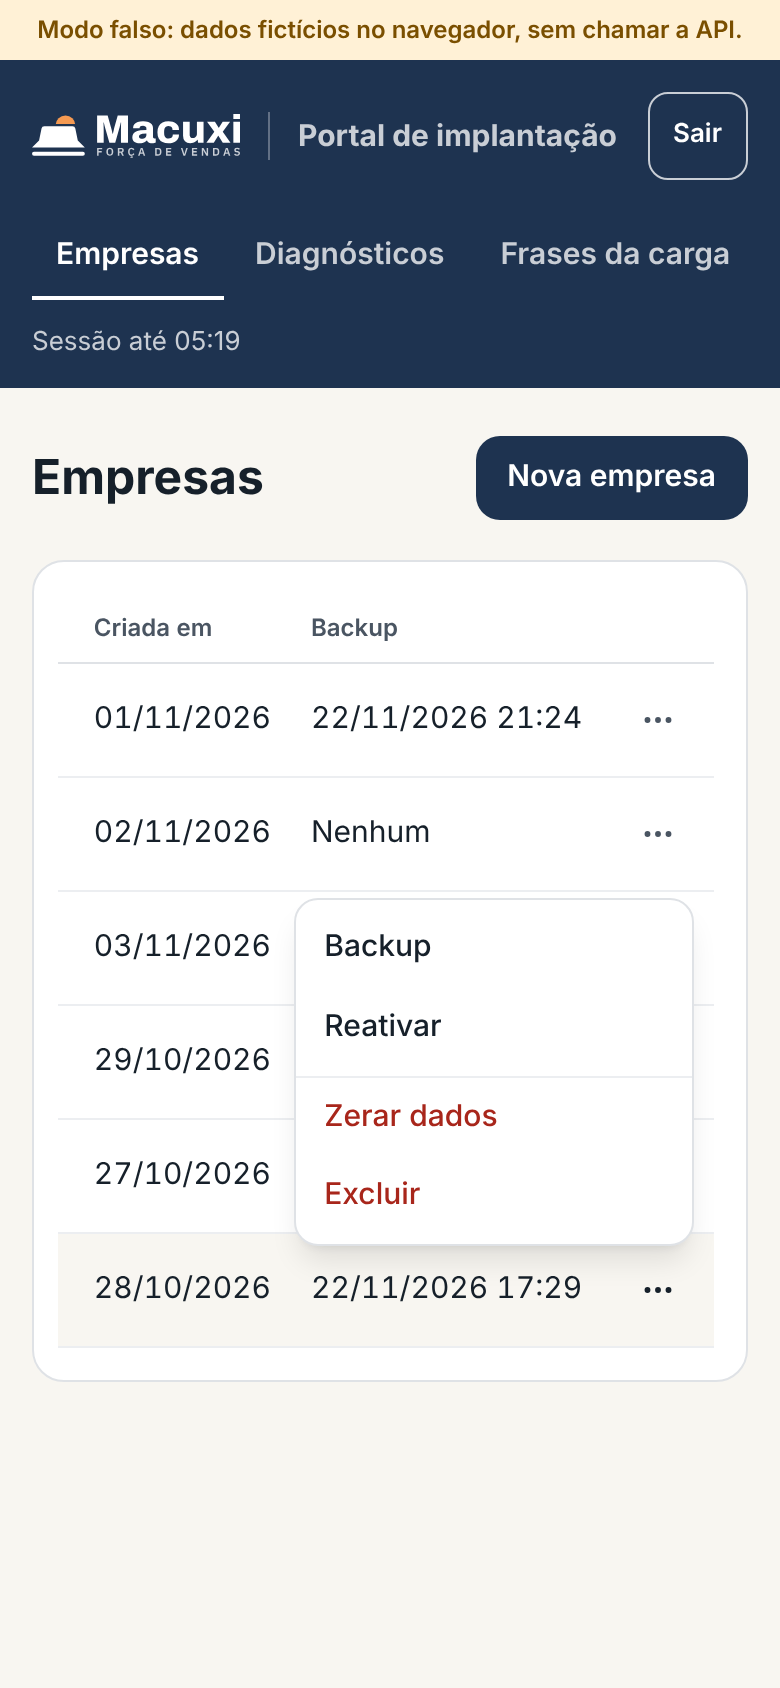 Modo falso: dados fictícios no navegador, sem chamar a API.
Macuxi
FORÇA DE VENDAS
Portal de implantação
Sair
Empresas
Diagnósticos
Frases da carga
Sessão até 05:19
Empresas
Nova empresa
Criada em
Backup
01/11/2026
22/11/2026 21:24
02/11/2026
Nenhum
03/11/2026
Backup
29/10/2026
Reativar
Zerar dados
27/10/2026
Excluir
28/10/2026
22/11/2026 17:29